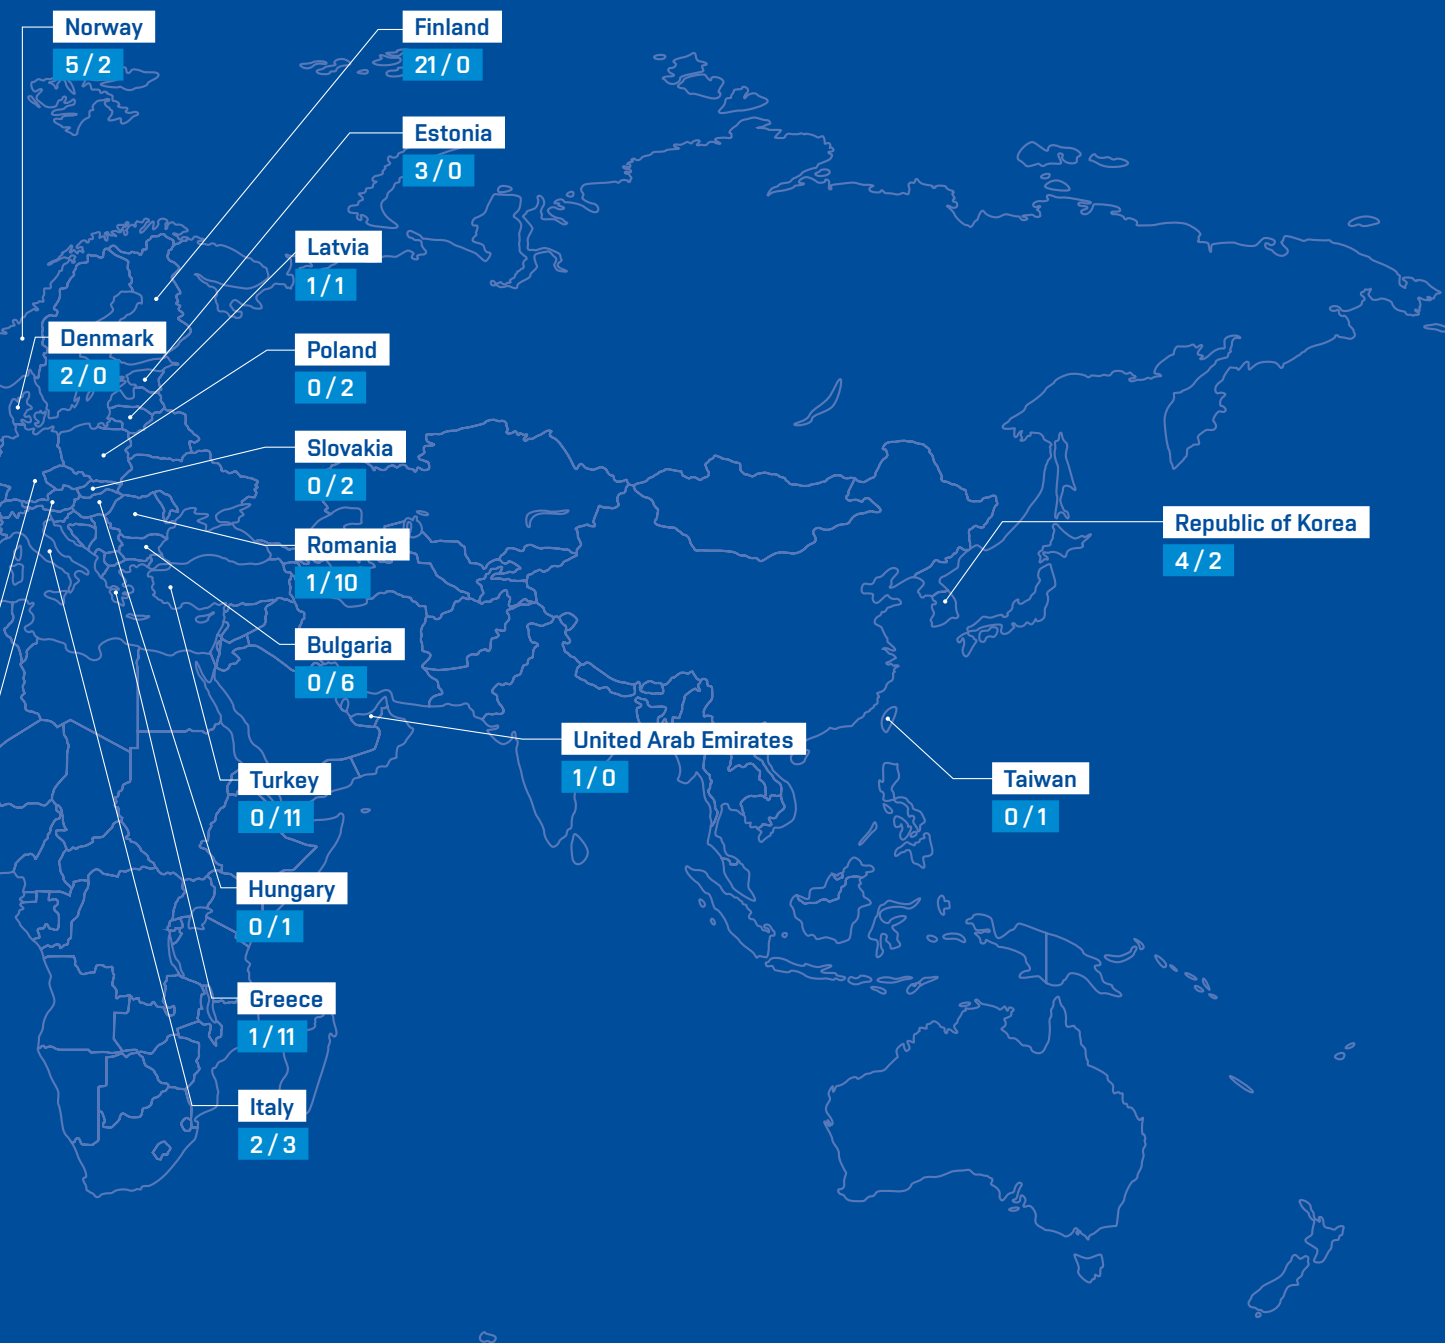 Norway
5 / 2
Finland
21 / 0
Estonia
3 / 0
Latvia
1 / 1
Denmark
2 / 0
Poland
0 / 2
Slovakia
0 / 2
Romania
1 / 10
Republic of Korea
4 / 2
Bulgaria
0 / 6
United Arab Emirates
1 / 0
Turkey
0 / 11
Taiwan
0 / 1
Hungary
0 / 1
Greece
1 / 11
Italy
2 / 3